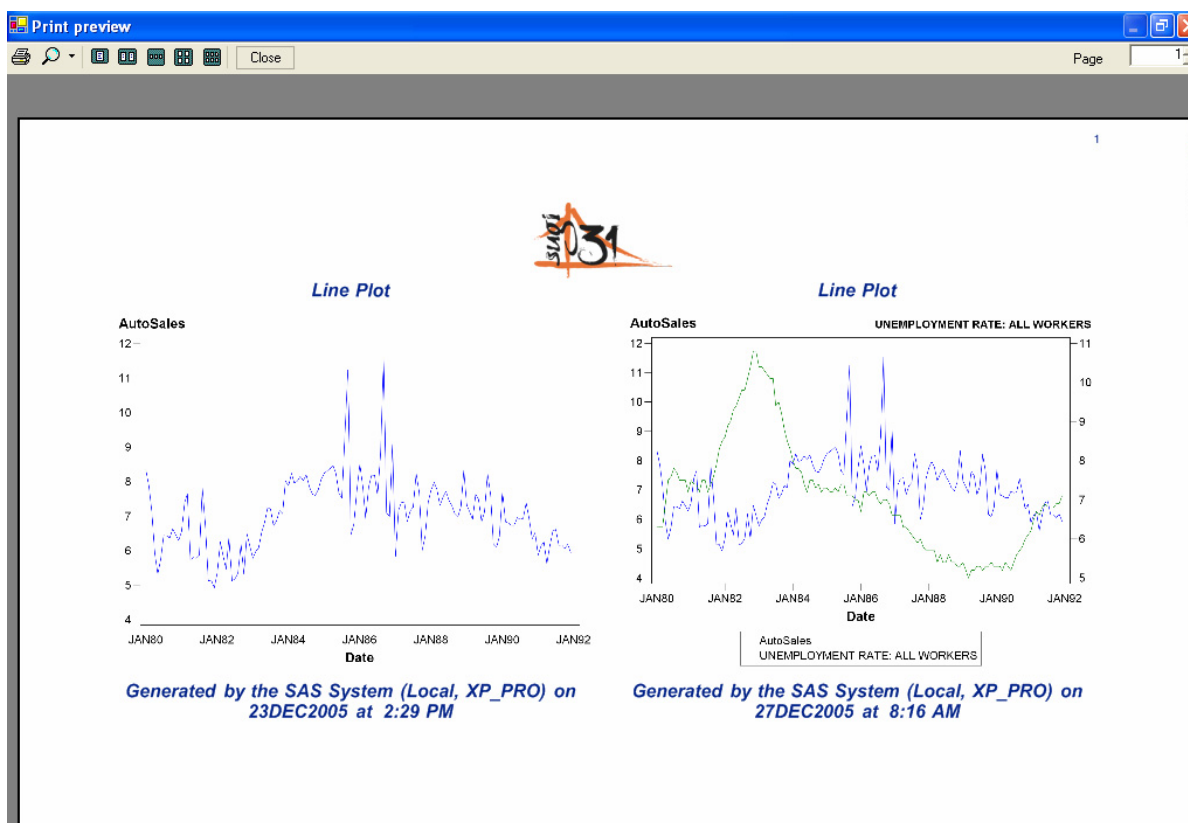 Print preview
Close
Page 1
1
sugi 31
Line Plot
AutoSales
12
11
10
9
8
7
6
5
4
JAN80 JAN82 JAN84 JAN86 JAN88 JAN90 JAN92
Date
Generated by the SAS System (Local, XP_PRO) on
23DEC2005 at 2:29 PM
Line Plot
AutoSales UNEMPLOYMENT RATE: ALL WORKERS
12
11
10
9
8
7
6
5
4
11
10
9
8
7
6
5
JAN80 JAN82 JAN84 JAN86 JAN88 JAN90 JAN92
Date
AutoSales
UNEMPLOYMENT RATE: ALL WORKERS
Generated by the SAS System (Local, XP_PRO) on
27DEC2005 at 8:16 AM